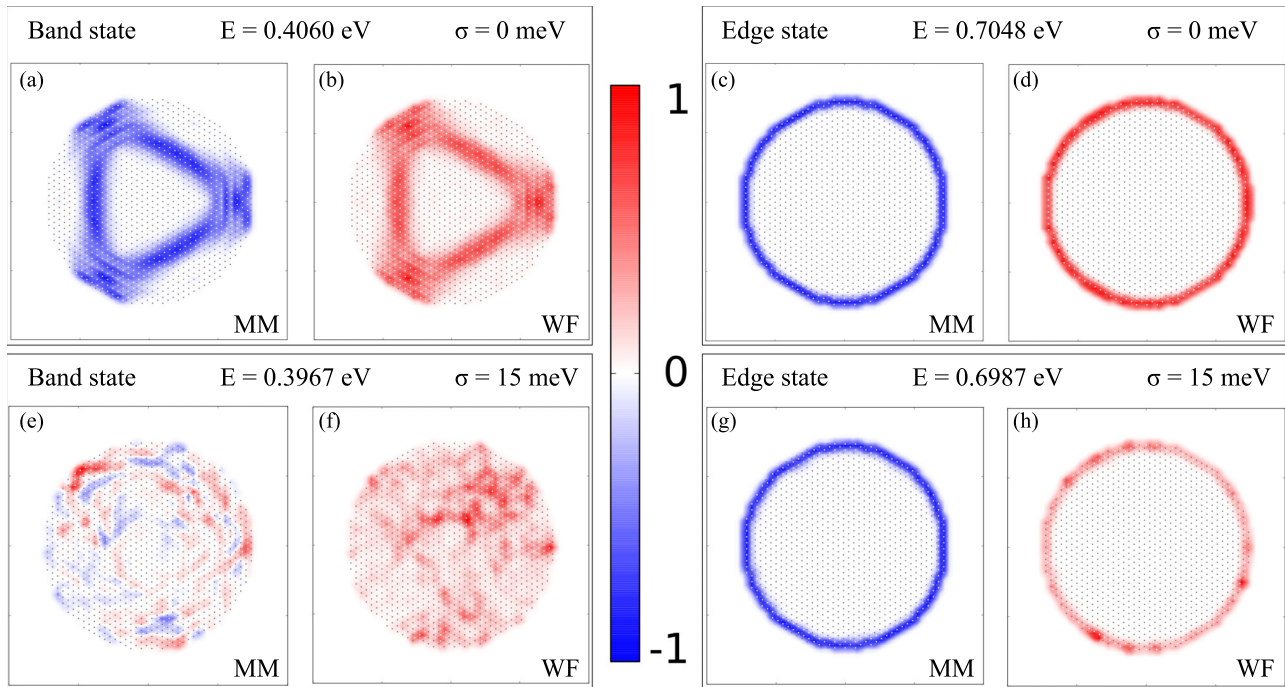 Band state E = 0.4060 eV σ = 0 meV
(a) MM
(b) WF
Edge state E = 0.7048 eV σ = 0 meV
(c) MM
(d) WF
1
0
-1
Band state E = 0.3967 eV σ = 15 meV
(e) MM
(f) WF
Edge state E = 0.6987 eV σ = 15 meV
(g) MM
(h) WF